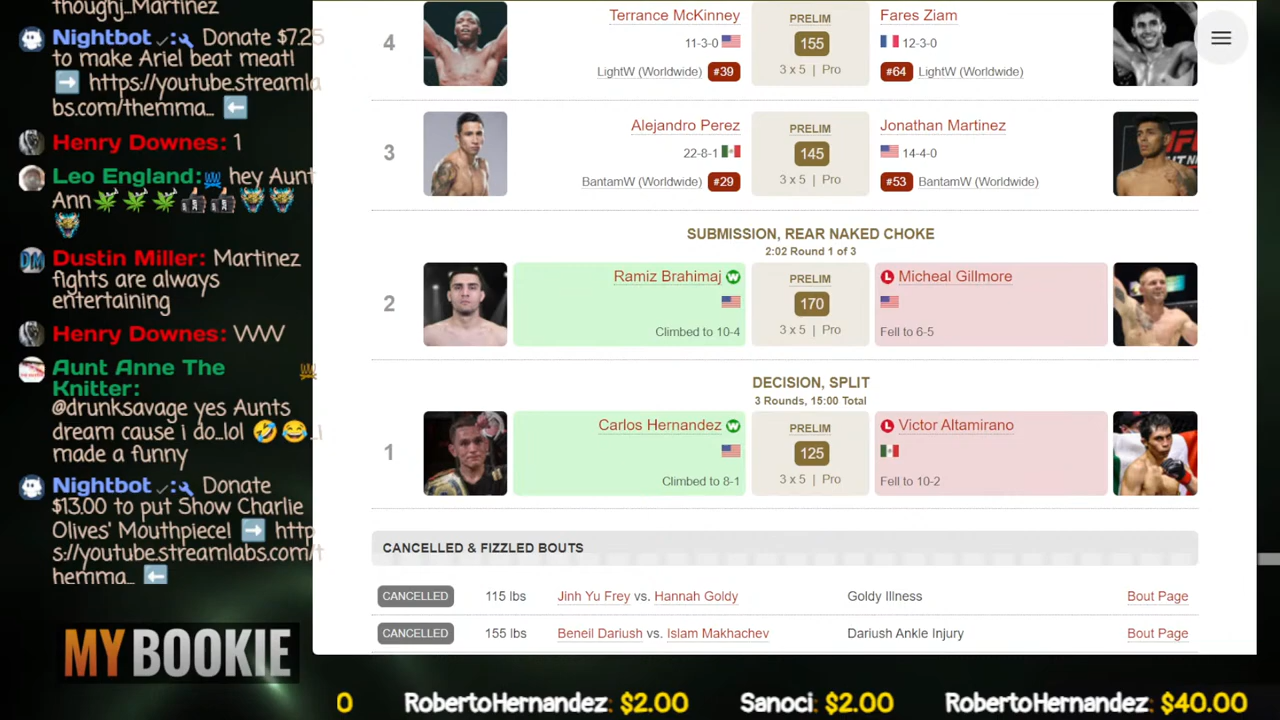 thoughj_Martinez
Nightbot: Donate $7.25
to make Ariel beat meat!
https://youtube.streamla
bs.com/themma...
Henry Downes: 1
Leo England: hey Aunt
Ann
Dustin Miller: Martinez
fights are always
entertaining
Henry Downes: VVV
Aunt Anne The
Knitter:
@drunksavage yes Aunts
dream cause i do..lol ..i
made a funny
Nightbot: Donate
$13.00 to put Show Charlie
Olives' Mouthpiece! http
s://youtube.streamlabs.com/t
hemma...
MYBOOKIE
4
Terrance McKinney
11-3-0
LightW (Worldwide) #39
PRELIM
155
3 x 5 | Pro
Fares Ziam
12-3-0
#64 LightW (Worldwide)
3
Alejandro Perez
22-8-1
BantamW (Worldwide) #29
PRELIM
145
3 x 5 | Pro
Jonathan Martinez
14-4-0
#53 BantamW (Worldwide)
SUBMISSION, REAR NAKED CHOKE
2:02 Round 1 of 3
2
Ramiz Brahimaj W
Climbed to 10-4
PRELIM
170
3 x 5 | Pro
L Micheal Gillmore
Fell to 6-5
DECISION, SPLIT
3 Rounds, 15:00 Total
1
Carlos Hernandez W
Climbed to 8-1
PRELIM
125
3 x 5 | Pro
L Victor Altamirano
Fell to 10-2
CANCELLED & FIZZLED BOUTS
CANCELLED 115 lbs Jinh Yu Frey vs. Hannah Goldy Goldy Illness Bout Page
CANCELLED 155 lbs Beneil Dariush vs. Islam Makhachev Dariush Ankle Injury Bout Page
0 RobertoHernandez: $2.00 Sanoci: $2.00 RobertoHernandez: $40.00